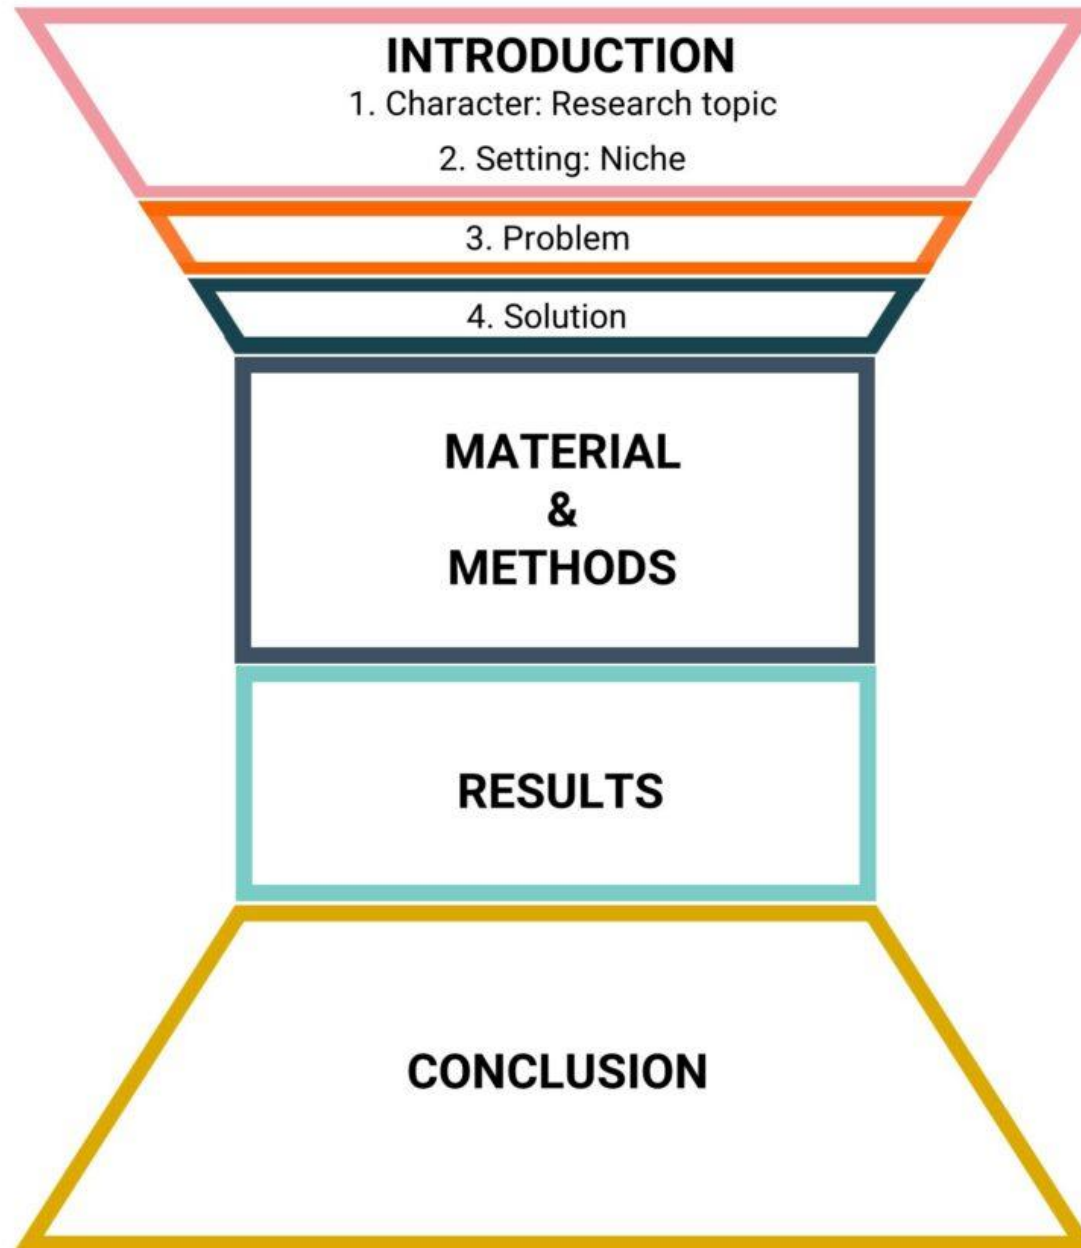 INTRODUCTION
1. Character: Research topic
2. Setting: Niche
3. Problem
4. Solution
MATERIAL
&
METHODS
RESULTS
CONCLUSION